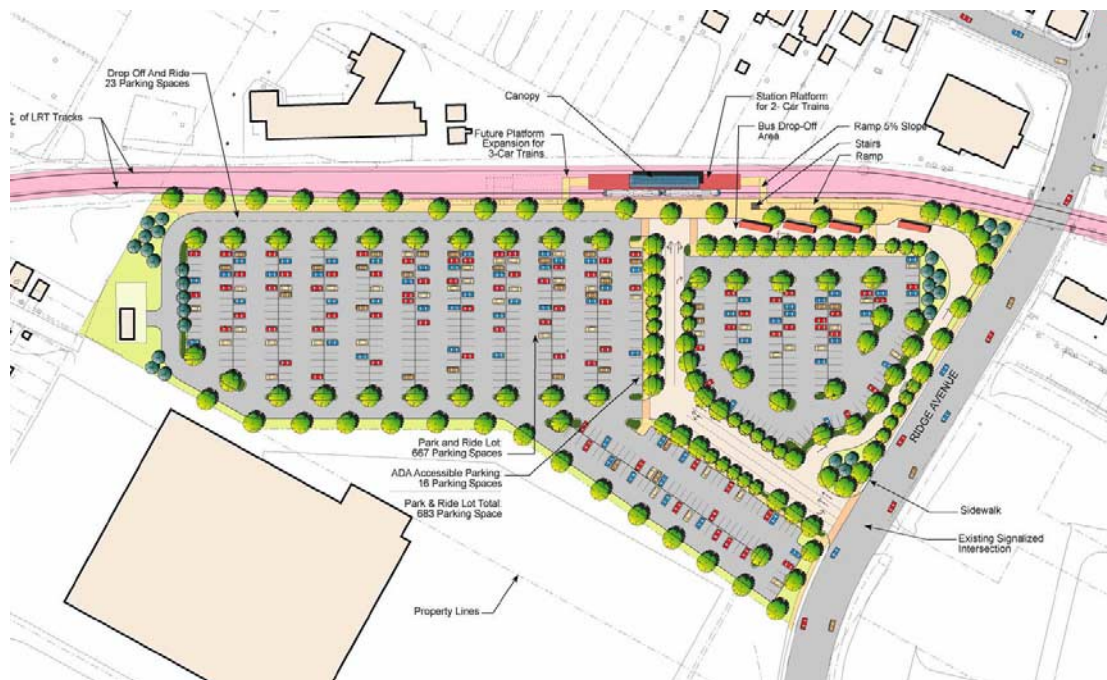 Drop Off And Ride
23 Parking Spaces
of LRT Tracks
Canopy
Future Platform
Expansion for
3-Car Trains
Station Platform
for 2- Car Trains
Bus Drop-Off
Area
Ramp 5% Slope
Stairs
Ramp
RIDGE AVENUE
Park and Ride Lot:
667 Parking Spaces
ADA Accessible Parking:
16 Parking Spaces
Park & Ride Lot Total:
683 Parking Space
Sidewalk
Existing Signalized
Intersection
Property Lines